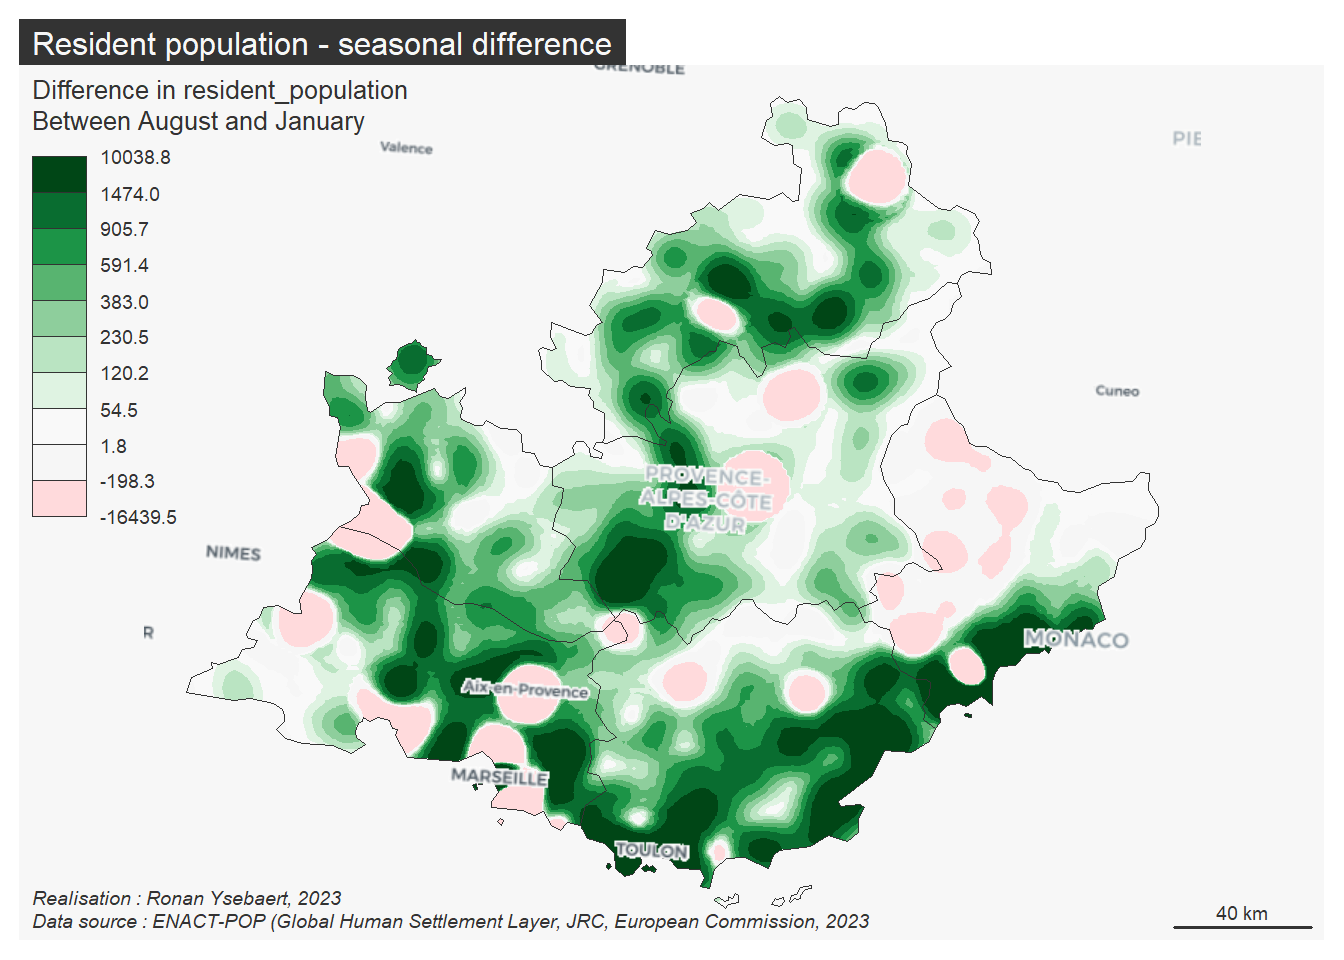 Resident population - seasonal difference
GRENOBLE
Difference in resident_population
Between August and January
Valence
PIE
10038.8
1474.0
905.7
591.4
383.0
230.5
120.2
54.5
1.8
-198.3
-16439.5
Cuneo
PROVENCE-
ALPES-CÔTE
D'AZUR
NIMES
R
MONACO
Aix-en-Provence
MARSEILLE
TOULON
Realisation : Ronan Ysebaert, 2023
Data source : ENACT-POP (Global Human Settlement Layer, JRC, European Commission, 2023
40 km